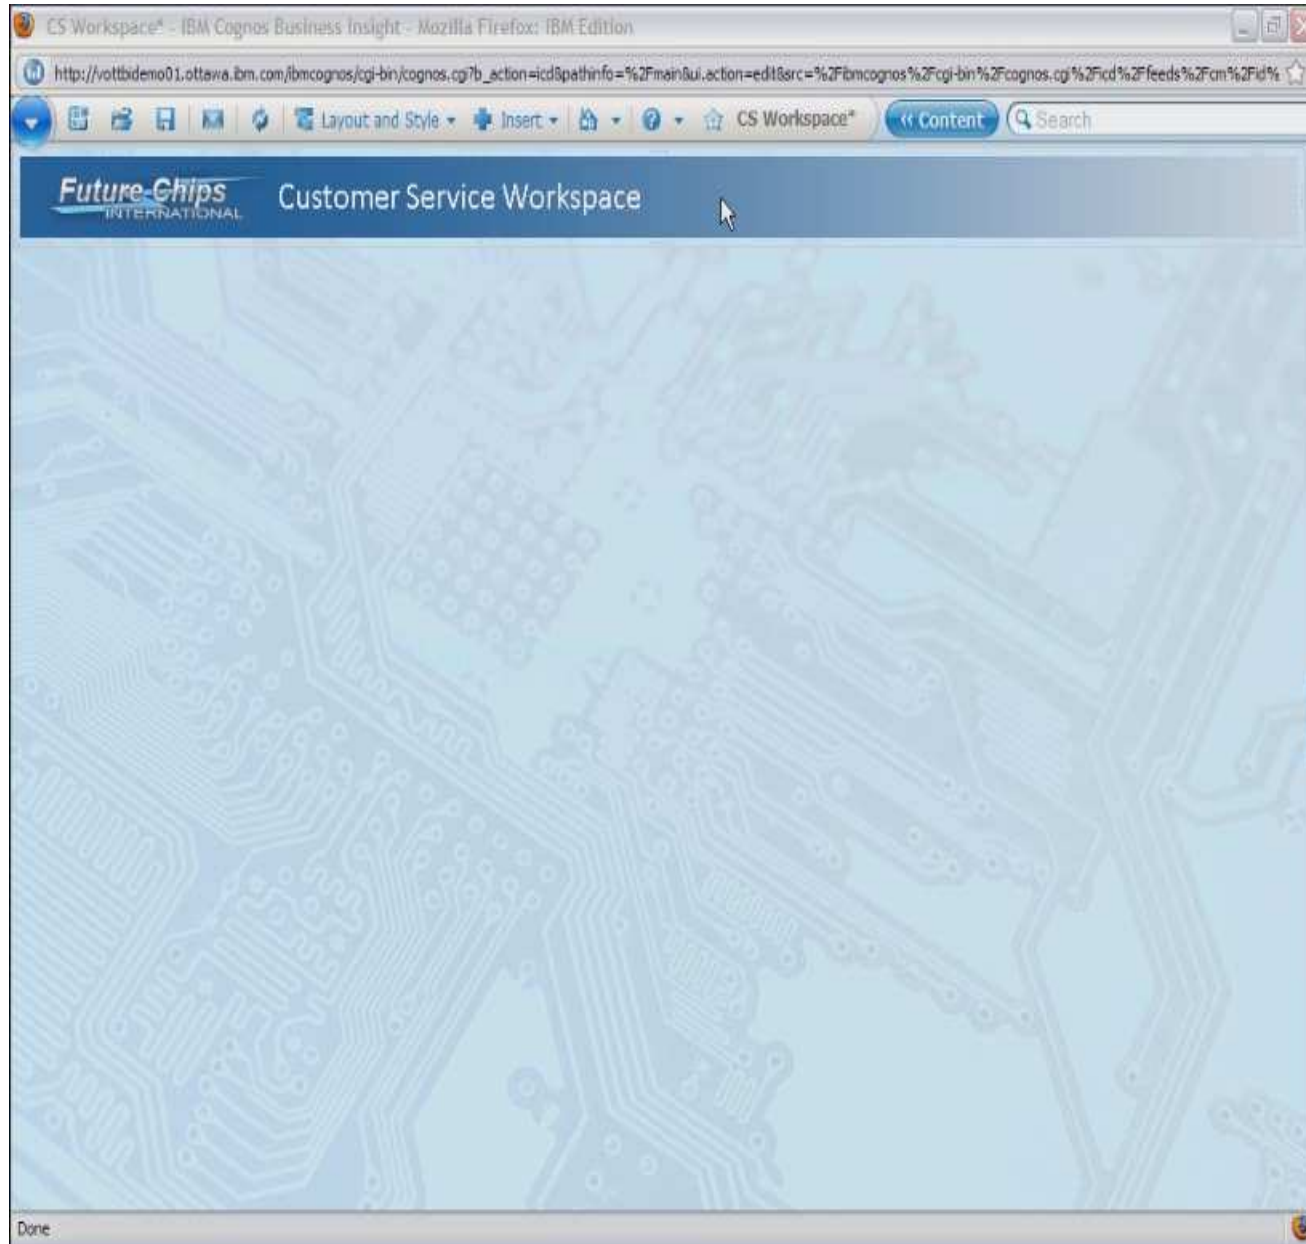 CS Workspace* - IBM Cognos Business Insight - Mozilla Firefox: IBM Edition
http://vottbidemo01.ottawa.ibm.com/ibmcognos/cgi-bin/cognos.cgi?b_action=icd&pathinfo=%2Fmain&ui.action=edit&src=%2Fibmcognos%2Fcgi-bin%2Fcognos.cgi%2Ficd%2Ffeeds%2Fcm%2Fid%
Layout and Style Insert CS Workspace* << Content Search
Future Chips Customer Service Workspace
INTERNATIONAL
Done